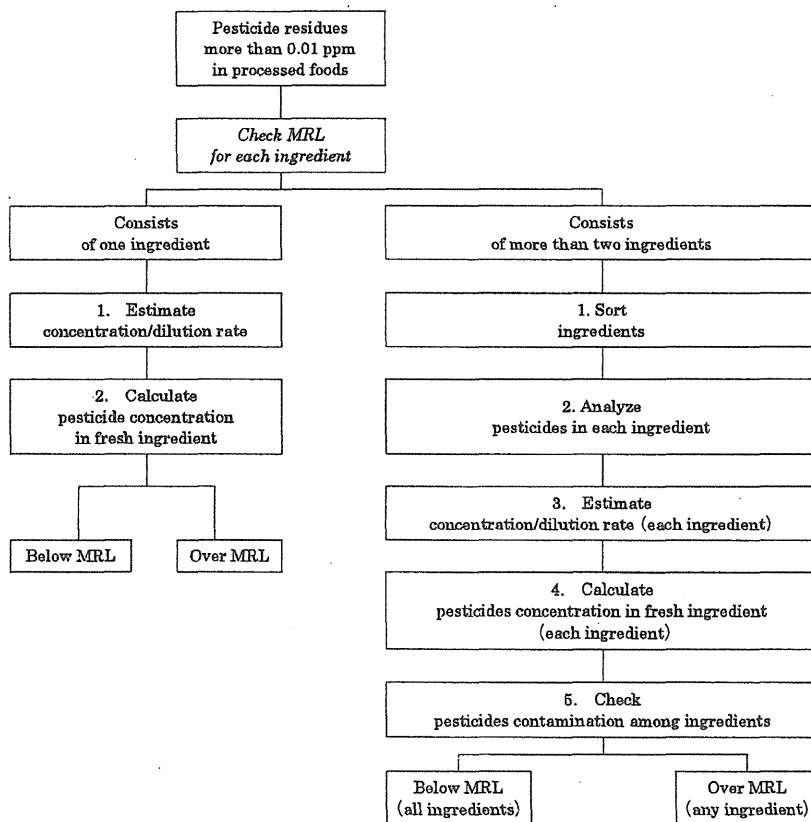 Pesticide residues
more than 0.01 ppm
in processed foods
Check MRL
for each ingredient
Consists
of one ingredient
1. Estimate
concentration/dilution rate
2. Calculate
pesticide concentration
in fresh ingredient
Below MRL
Over MRL
Consists
of more than two ingredients
1. Sort
ingredients
2. Analyze
pesticides in each ingredient
3. Estimate
concentration/dilution rate (each ingredient)
4. Calculate
pesticides concentration in fresh ingredient
(each ingredient)
5. Check
pesticides contamination among ingredients
Below MRL
(all ingredients)
Over MRL
(any ingredient)